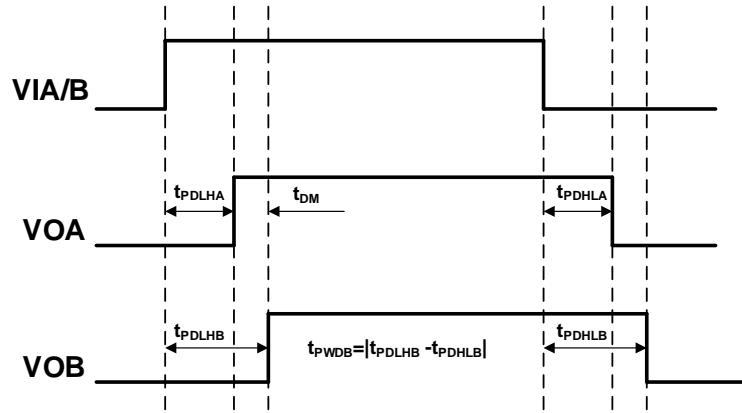 VIA/B
tPDLHA
tDM
tPDHLA
VOA
tPDLHB
tPWDB=|tPDLHB -tPDHLB|
tPDHLB
VOB